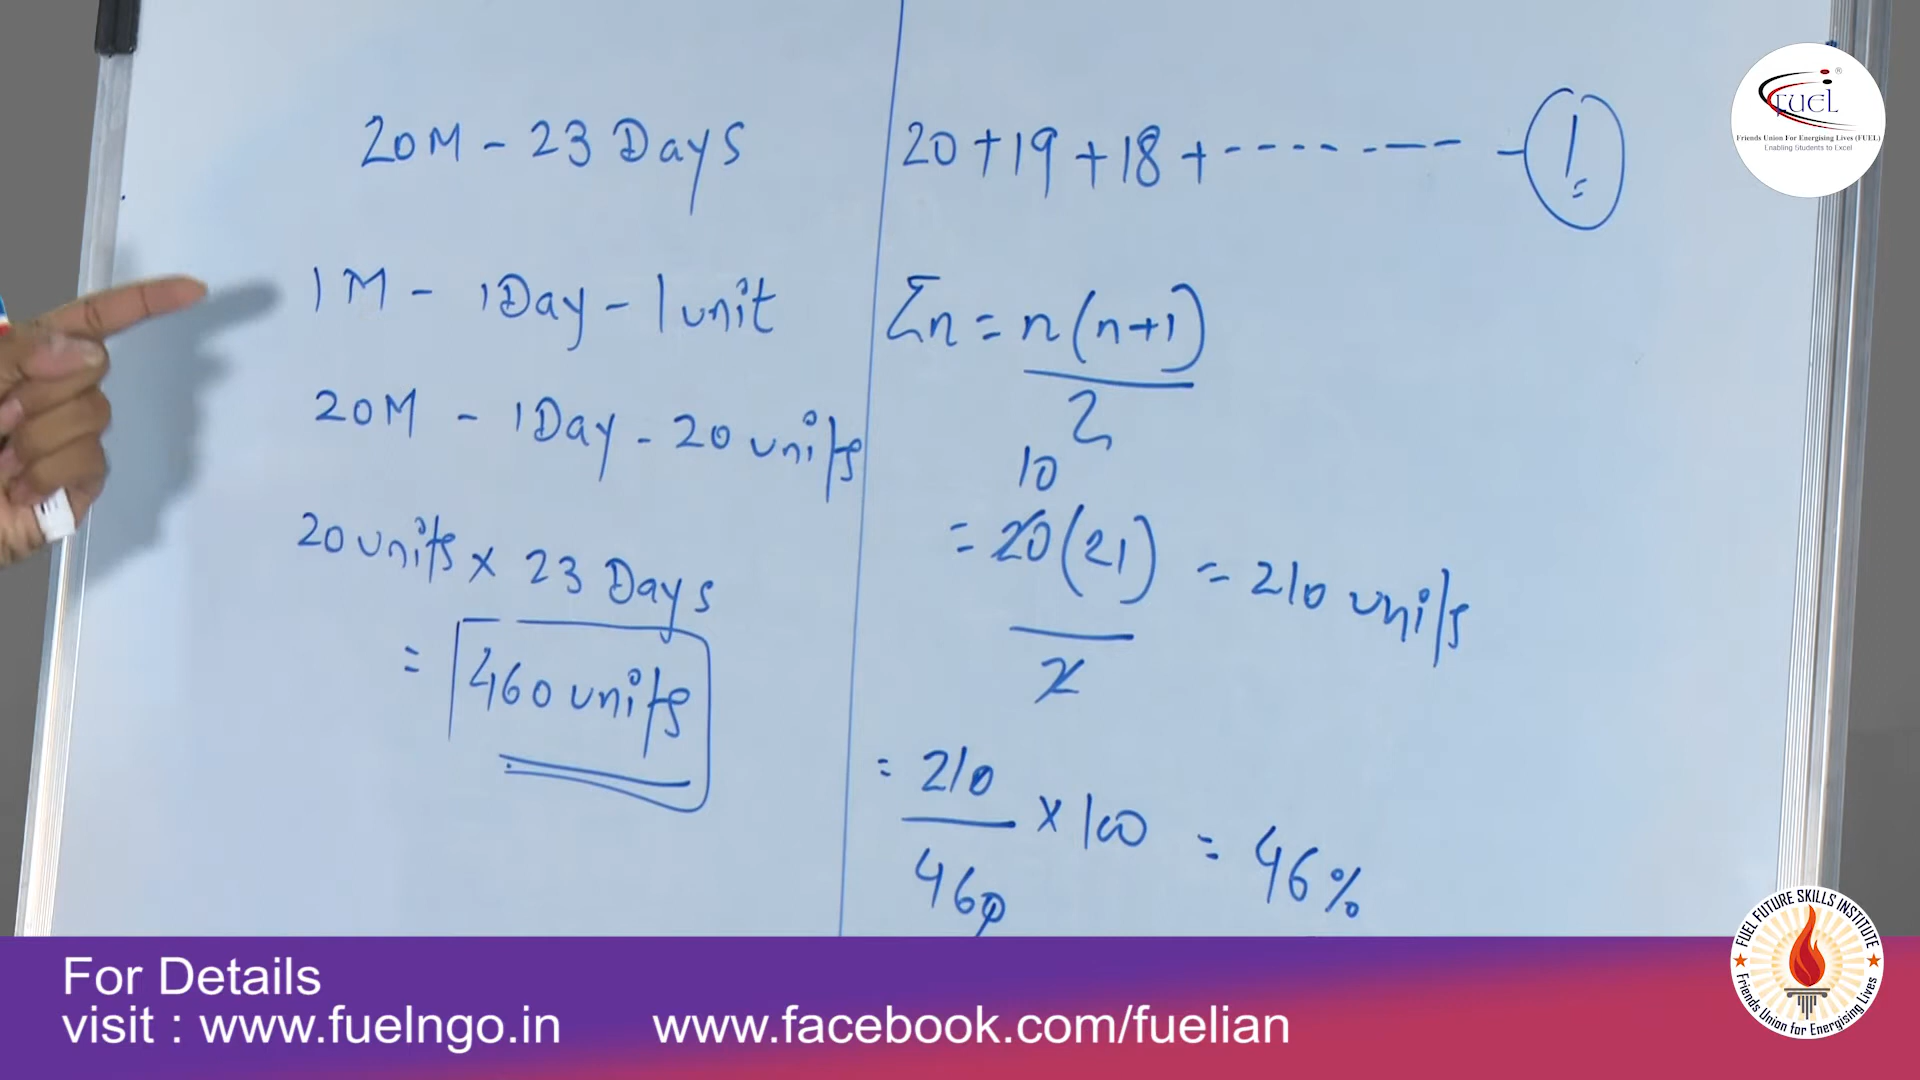 20M - 23 Days
1M - 1Day - 1 unit
20M - 1Day - 20 units
20 units x 23 Days
= 460 units
20+19+18+-------- -1
Σn = n(n+1)
2
10
= 20(21) = 210 units
2
= 210 x 100 = 46%
460
FUEL
Friends Union For Energising Lives (FUEL)
Enabling Students to Excel
FUEL FUTURE SKILLS INSTITUTE
Friends Union for Energising Lives
For Details
visit : www.fuelngo.in www.facebook.com/fuelian